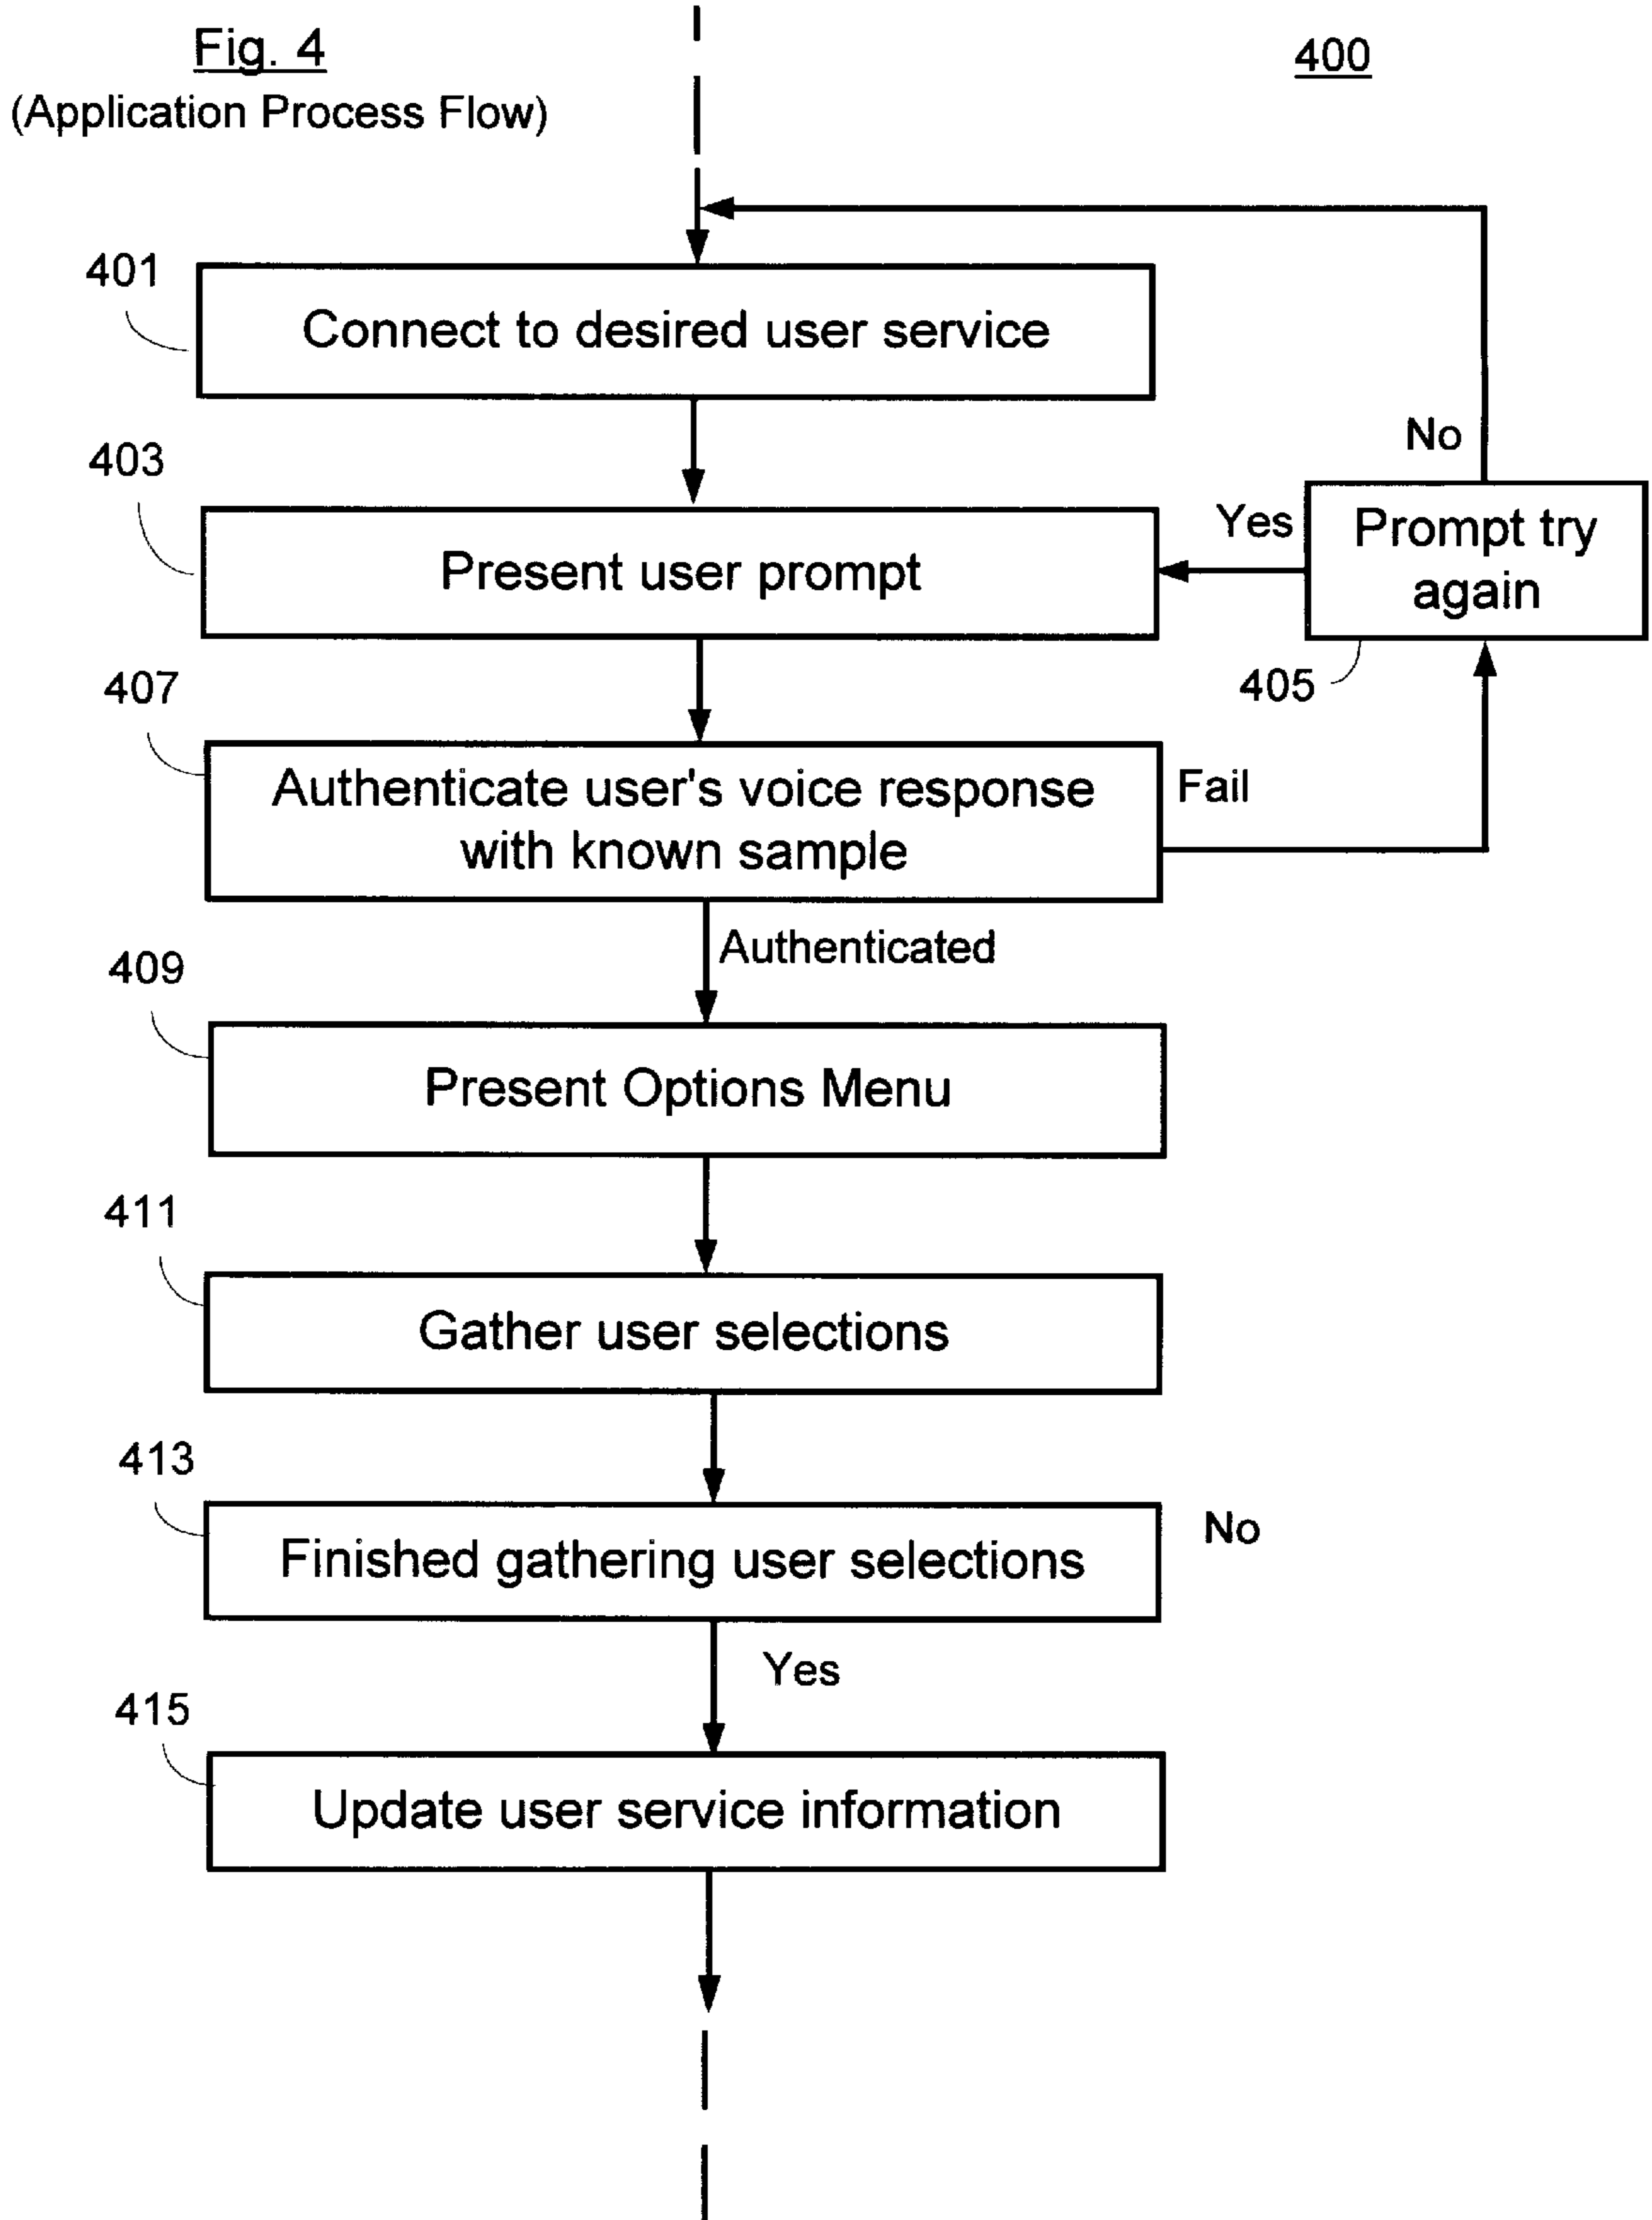 Fig. 4
(Application Process Flow)
400
401
Connect to desired user service
No
403
Present user prompt
Yes
Prompt try
again
405
407
Authenticate user's voice response
with known sample
Fail
Authenticated
409
Present Options Menu
411
Gather user selections
413
Finished gathering user selections
No
Yes
415
Update user service information